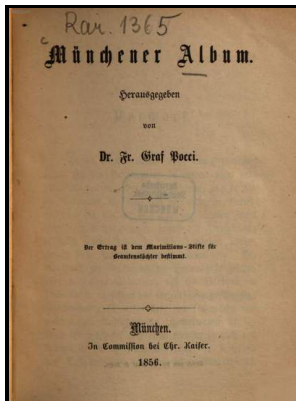 Rar. 1365
Münchener Album.
Herausgegeben
von
Dr. Fr. Graf Pocci.
Der Ertrag ist dem Maximilians-Stifte für
Beamtenstöchter bestimmt.
München.
In Commission bei Chr. Kaiser.
1856.